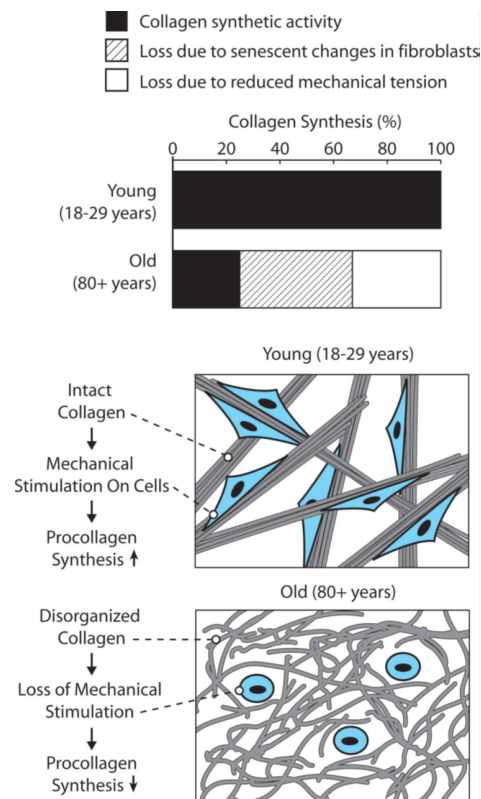 Collagen synthetic activity
Loss due to senescent changes in fibroblasts
Loss due to reduced mechanical tension
Collagen Synthesis (%)
0 20 40 60 80 100
Young
(18-29 years)
Old
(80+ years)
Young (18-29 years)
Intact
Collagen
Mechanical
Stimulation On Cells
Procollagen
Synthesis ↑
Old (80+ years)
Disorganized
Collagen
Loss of Mechanical
Stimulation
Procollagen
Synthesis ↓